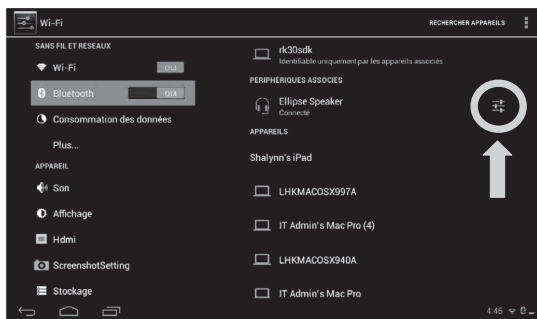 Wi-Fi
RECHERCHER APPAREILS
SANS FIL ET RÉSEAUX
Wi-Fi
OUI
Bluetooth
OUI
Consommation des données
Plus...
APPAREIL
Son
Affichage
Hdmi
ScreenshotSetting
Stockage
rk30sdk
Identifiable uniquement par les appareils associés
PÉRIPHÉRIQUES ASSOCIÉS
Ellipse Speaker
Connecté
APPAREILS
Shalynn's iPad
LHKMACOSX997A
IT Admin's Mac Pro (4)
LHKMACOSX940A
IT Admin's Mac Pro
4:46